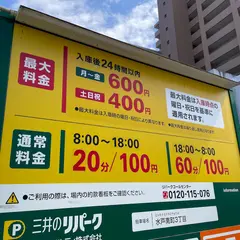 最大料金
入庫後24時間以内
月〜金 600円
土日祝 400円
最大料金は入庫時点の
曜日・祝日を基準に
適用されます。
通常料金
8:00〜18:00
20分/100円
18:00〜8:00
60分/100円
●ご利用の際は、場内の約款看板をご確認ください。
リパークコールセンター
0120-115-076
三井のリパーク
水戸南町3丁目